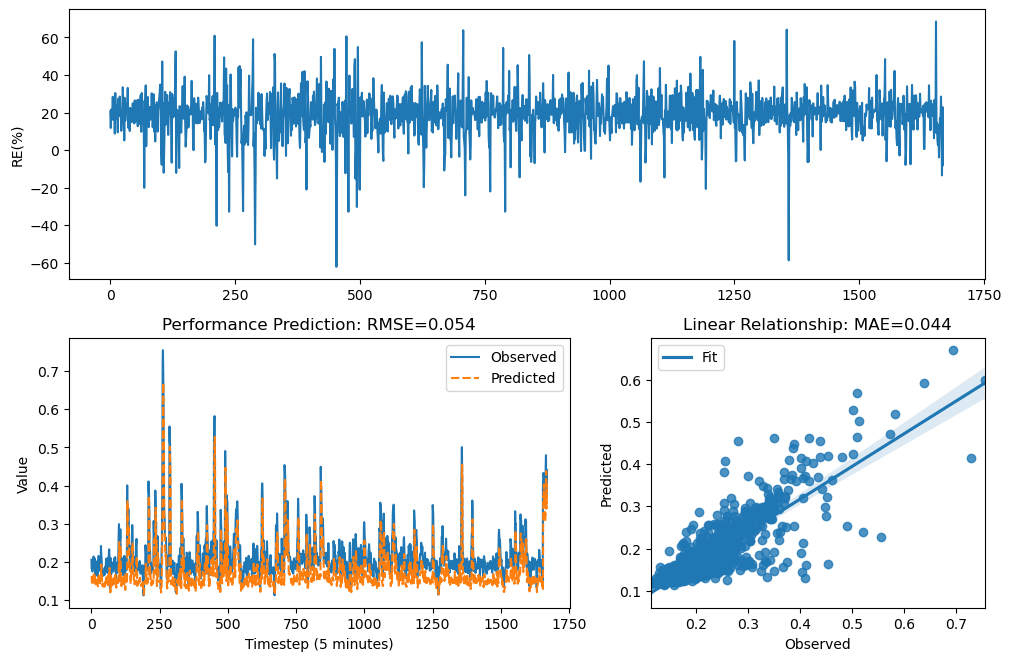 RE(%)
60
40
20
0
−20
−40
−60
0 250 500 750 1000 1250 1500 1750
Performance Prediction: RMSE=0.054
Value
0.7
0.6
0.5
0.4
0.3
0.2
0.1
Observed
Predicted
0 250 500 750 1000 1250 1500 1750
Timestep (5 minutes)
Linear Relationship: MAE=0.044
Predicted
0.6
0.5
0.4
0.3
0.2
0.1
Fit
0.2 0.3 0.4 0.5 0.6 0.7
Observed